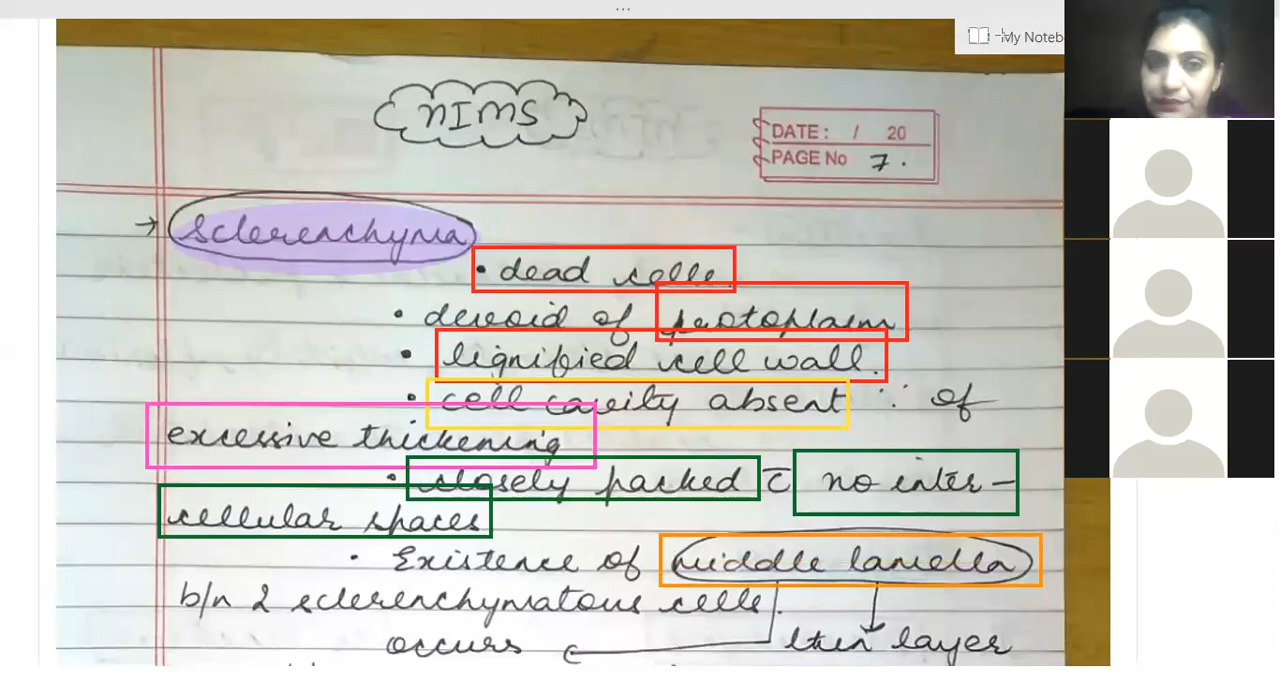 ...
My Noteb
NIMS
DATE: / 20
PAGE No 7.
→ Sclerenchyma
• dead cells.
• devoid of protoplasm
• lignified cell wall.
• cell cavity absent ∵ of
excessive thickening
• closely packed c̅ no inter-
cellular spaces
• Existence of middle lamella
b/n 2 sclerenchymatous cells.
occurs thin layer